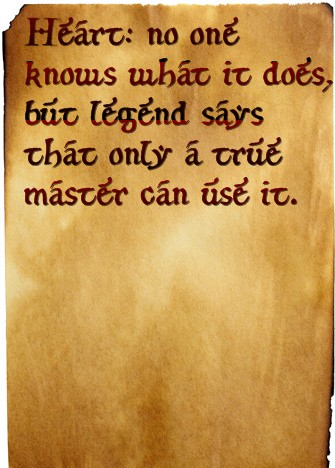 Heart: no one
knows what it does,
but legend says
that only a true
master can use it.